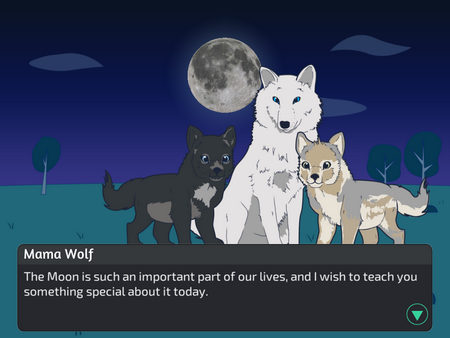 Mama Wolf
The Moon is such an important part of our lives, and I wish to teach you
something special about it today.